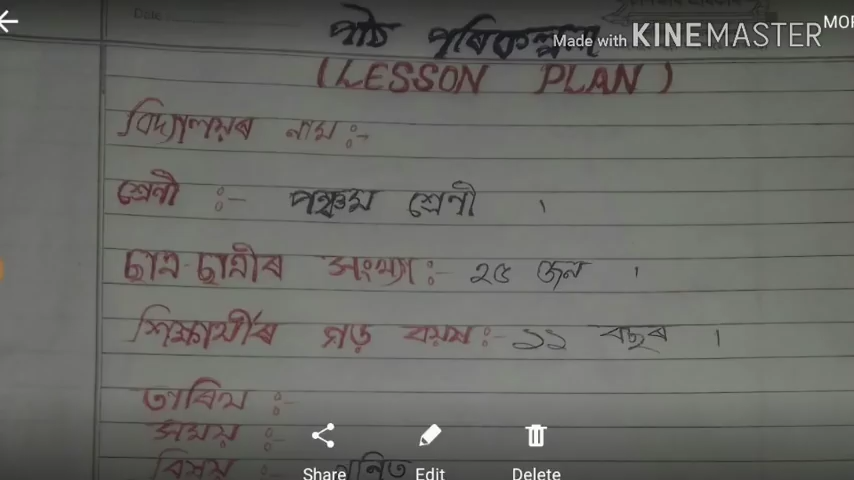 পাঠ পৰিকল্পনা
Made with KINEMASTER
(LESSON PLAN)
বিদ্যালয়ৰ নাম :-
শ্ৰেণী :- পঞ্চম শ্ৰেণী ।
ছাত্ৰ-ছাত্ৰীৰ সংখ্যা :- ২৫ জন ।
শিক্ষাৰ্থীৰ গড় বয়স :- ১১ বছৰ ।
তাৰিখ :-
সময় :-
বিষয় :- গণিত
Share Edit Delete